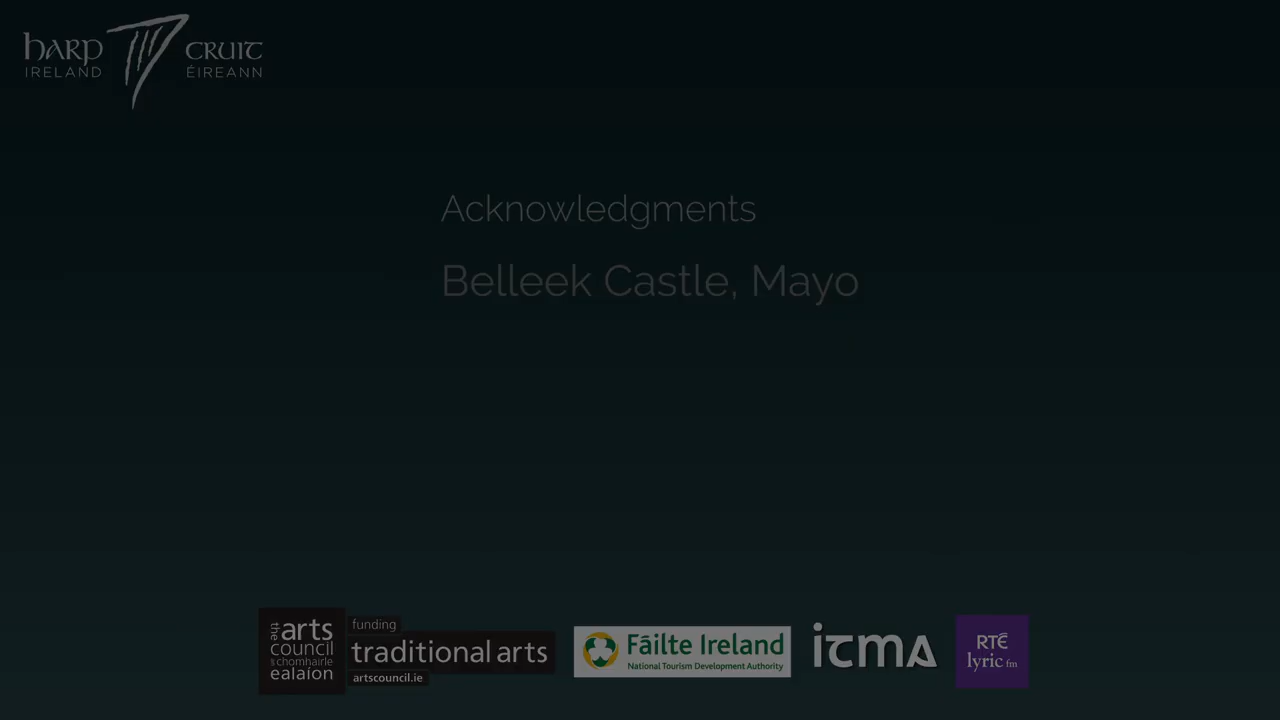 harp
CRUIT
IRELAND
ÉIREANN
Acknowledgments
Belleek Castle, Mayo
the arts council
an chomhairle
ealaíon
funding
traditional arts
artscouncil.ie
Fáilte Ireland
National Tourism Development Authority
ITMA
RTÉ
lyric fm